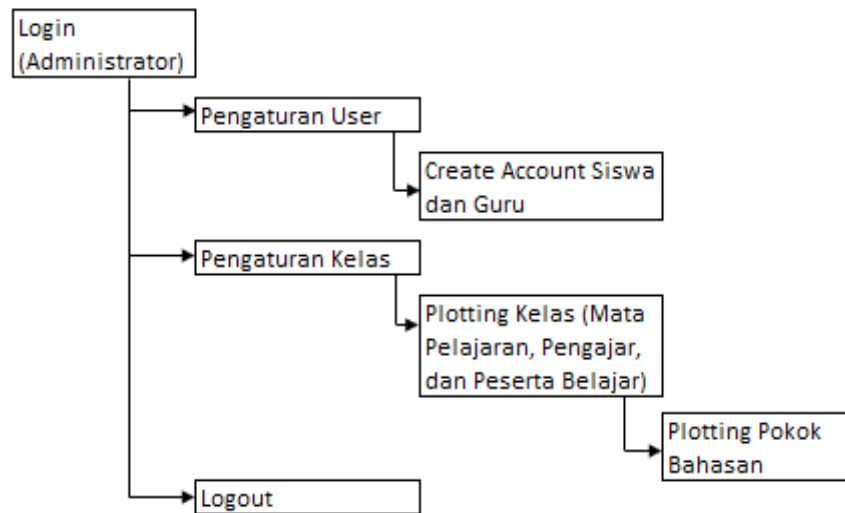 Login
(Administrator)
Pengaturan User
Create Account Siswa
dan Guru
Pengaturan Kelas
Plotting Kelas (Mata
Pelajaran, Pengajar,
dan Peserta Belajar)
Plotting Pokok
Bahasan
Logout